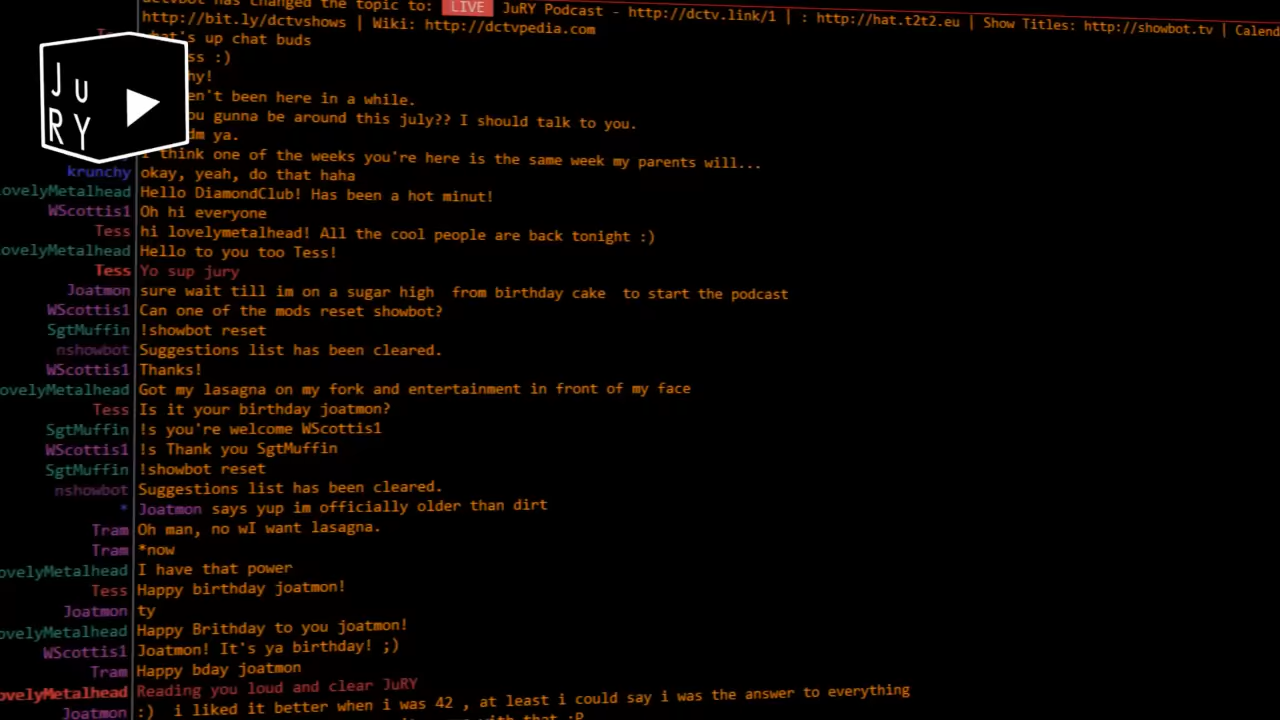 dctvbot has changed the topic to: LIVE JuRY Podcast - http://dctv.link/1 | : http://hat.t2t2.eu | Show Titles: http://showbot.tv | Calend
http://bit.ly/dctvshows | Wiki: http://dctvpedia.com
what's up chat buds
:)
JuRY
been here in a while.
gunna be around this july?? I should talk to you.
ya.
I think one of the weeks you're here is the same week my parents will...
krunchy okay, yeah, do that haha
ovelyMetalhead Hello DiamondClub! Has been a hot minut!
WScottis1 Oh hi everyone
Tess hi lovelymetalhead! All the cool people are back tonight :)
ovelyMetalhead Hello to you too Tess!
Tess Yo sup jury
Joatmon sure wait till im on a sugar high from birthday cake to start the podcast
WScottis1 Can one of the mods reset showbot?
SgtMuffin !showbot reset
nshowbot Suggestions list has been cleared.
WScottis1 Thanks!
ovelyMetalhead Got my lasagna on my fork and entertainment in front of my face
Tess Is it your birthday joatmon?
SgtMuffin !s you're welcome WScottis1
WScottis1 !s Thank you SgtMuffin
SgtMuffin !showbot reset
nshowbot Suggestions list has been cleared.
* Joatmon says yup im officially older than dirt
Tram Oh man, no wI want lasagna.
Tram *now
ovelyMetalhead I have that power
Tess Happy birthday joatmon!
Joatmon ty
ovelyMetalhead Happy Brithday to you joatmon!
WScottis1 Joatmon! It's ya birthday! ;)
Tram Happy bday joatmon
ovelyMetalhead Reading you loud and clear JuRY
Joatmon :) i liked it better when i was 42 , at least i could say i was the answer to everything
with that :P